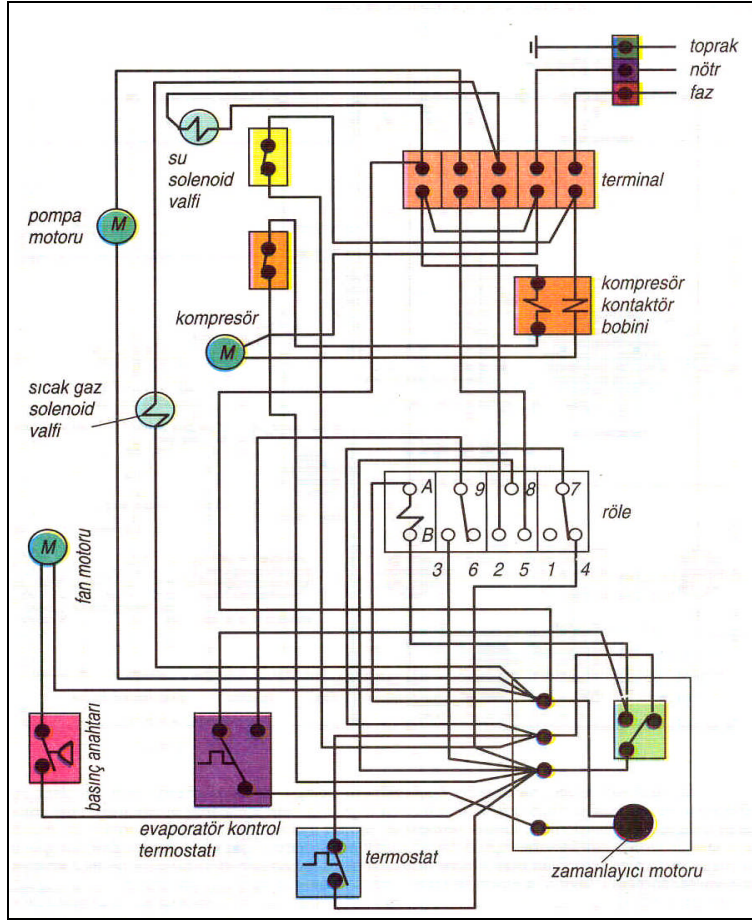 toprak
nötr
faz
su
solenoid
valfi
terminal
pompa
motoru
M
kompresör
kontaktör
bobini
kompresör
M
sıcak gaz
solenoid
valfi
A
9
8
7
röle
B
3
6
2
5
1
4
M
fan motoru
basınç anahtarı
evaporatör kontrol
termostatı
termostat
zamanlayıcı motoru